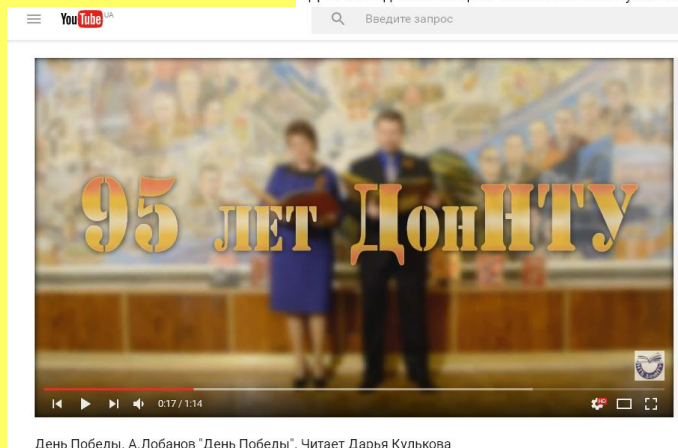 YouTube UA
Введите запрос
95 лет ДонНТУ
HD
0:17 / 1:14
День Победы. А.Лобанов "День Победы". Читает Дарья Кулькова